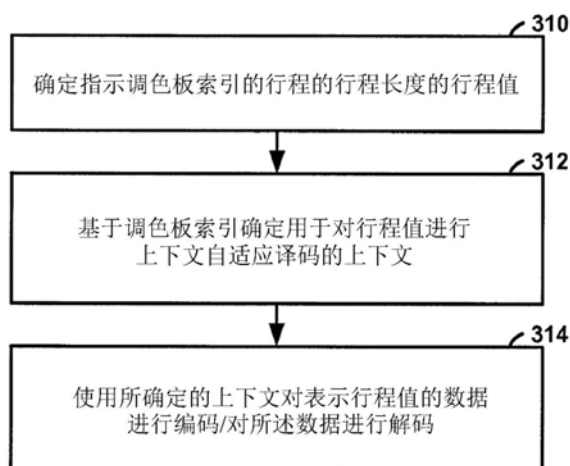 310
确定指示调色板索引的行程的行程长度的行程值
312
基于调色板索引确定用于对行程值进行
上下文自适应译码的上下文
314
使用所确定的上下文对表示行程值的数据
进行编码/对所述数据进行解码